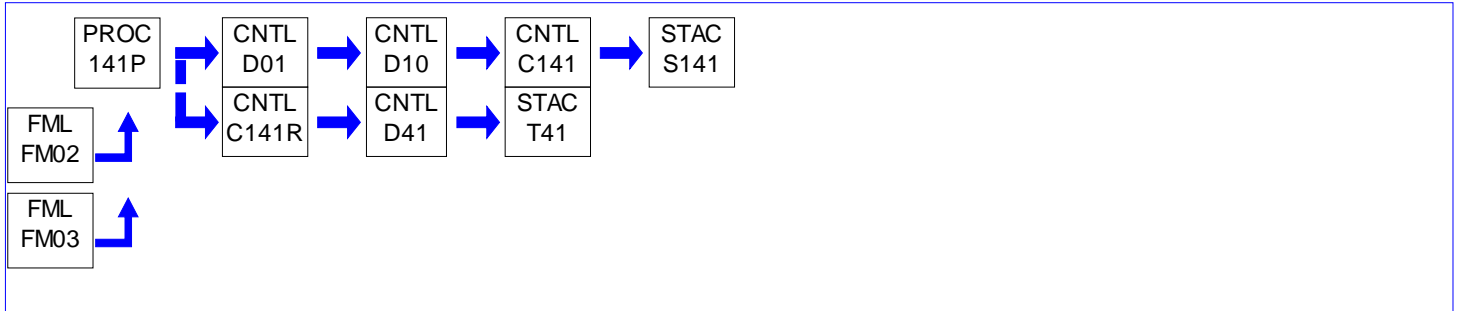 PROC
141P
CNTL
D01
CNTL
D10
CNTL
C141
STAC
S141
CNTL
C141R
CNTL
D41
STAC
T41
FML
FM02
FML
FM03